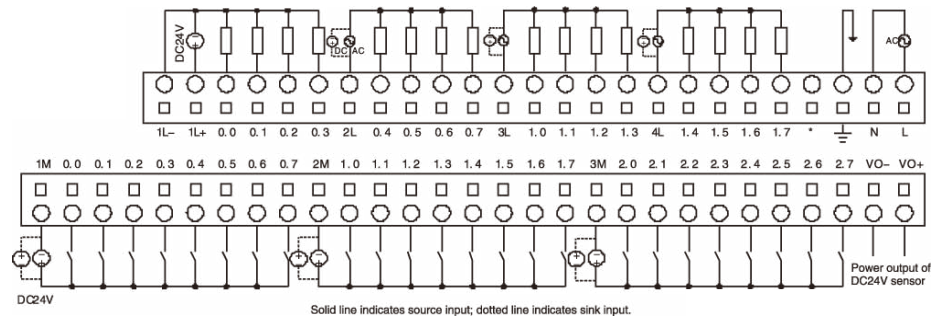 DC24V
DC AC
AC
1L- 1L+ 0.0 0.1 0.2 0.3 2L 0.4 0.5 0.6 0.7 3L 1.0 1.1 1.2 1.3 4L 1.4 1.5 1.6 1.7 * N L
1M 0.0 0.1 0.2 0.3 0.4 0.5 0.6 0.7 2M 1.0 1.1 1.2 1.3 1.4 1.5 1.6 1.7 3M 2.0 2.1 2.2 2.3 2.4 2.5 2.6 2.7 VO- VO+
DC24V
Power output of
DC24V sensor
Solid line indicates source input; dotted line indicates sink input.